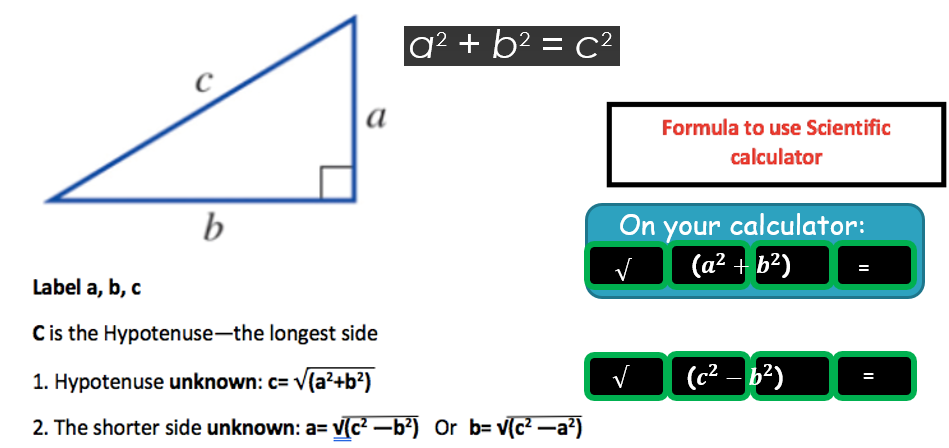 a² + b² = c²
c
a
b
Formula to use Scientific
calculator
On your calculator:
√ (a² + b²) =
Label a, b, c
C is the Hypotenuse—the longest side
1. Hypotenuse unknown: c= √(a²+b²)
√ (c² – b²) =
2. The shorter side unknown: a= √(c² —b²) Or b= √(c² —a²)